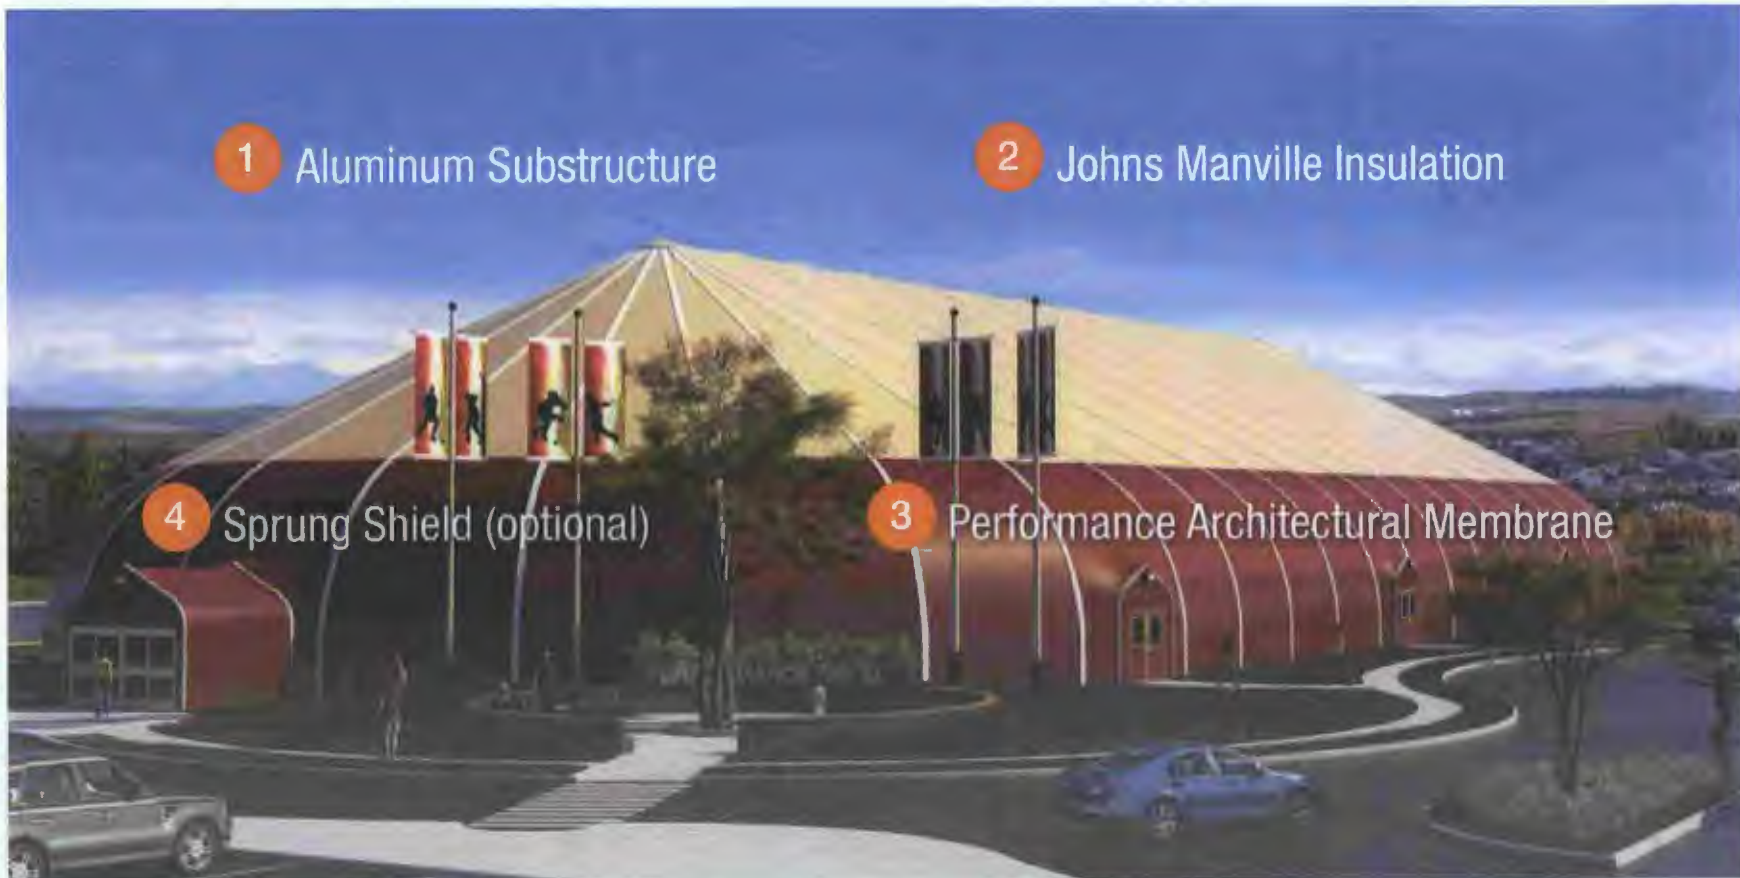 1 Aluminum Substructure
2 Johns Manville Insulation
4 Sprung Shield (optional)
3 Performance Architectural Membrane